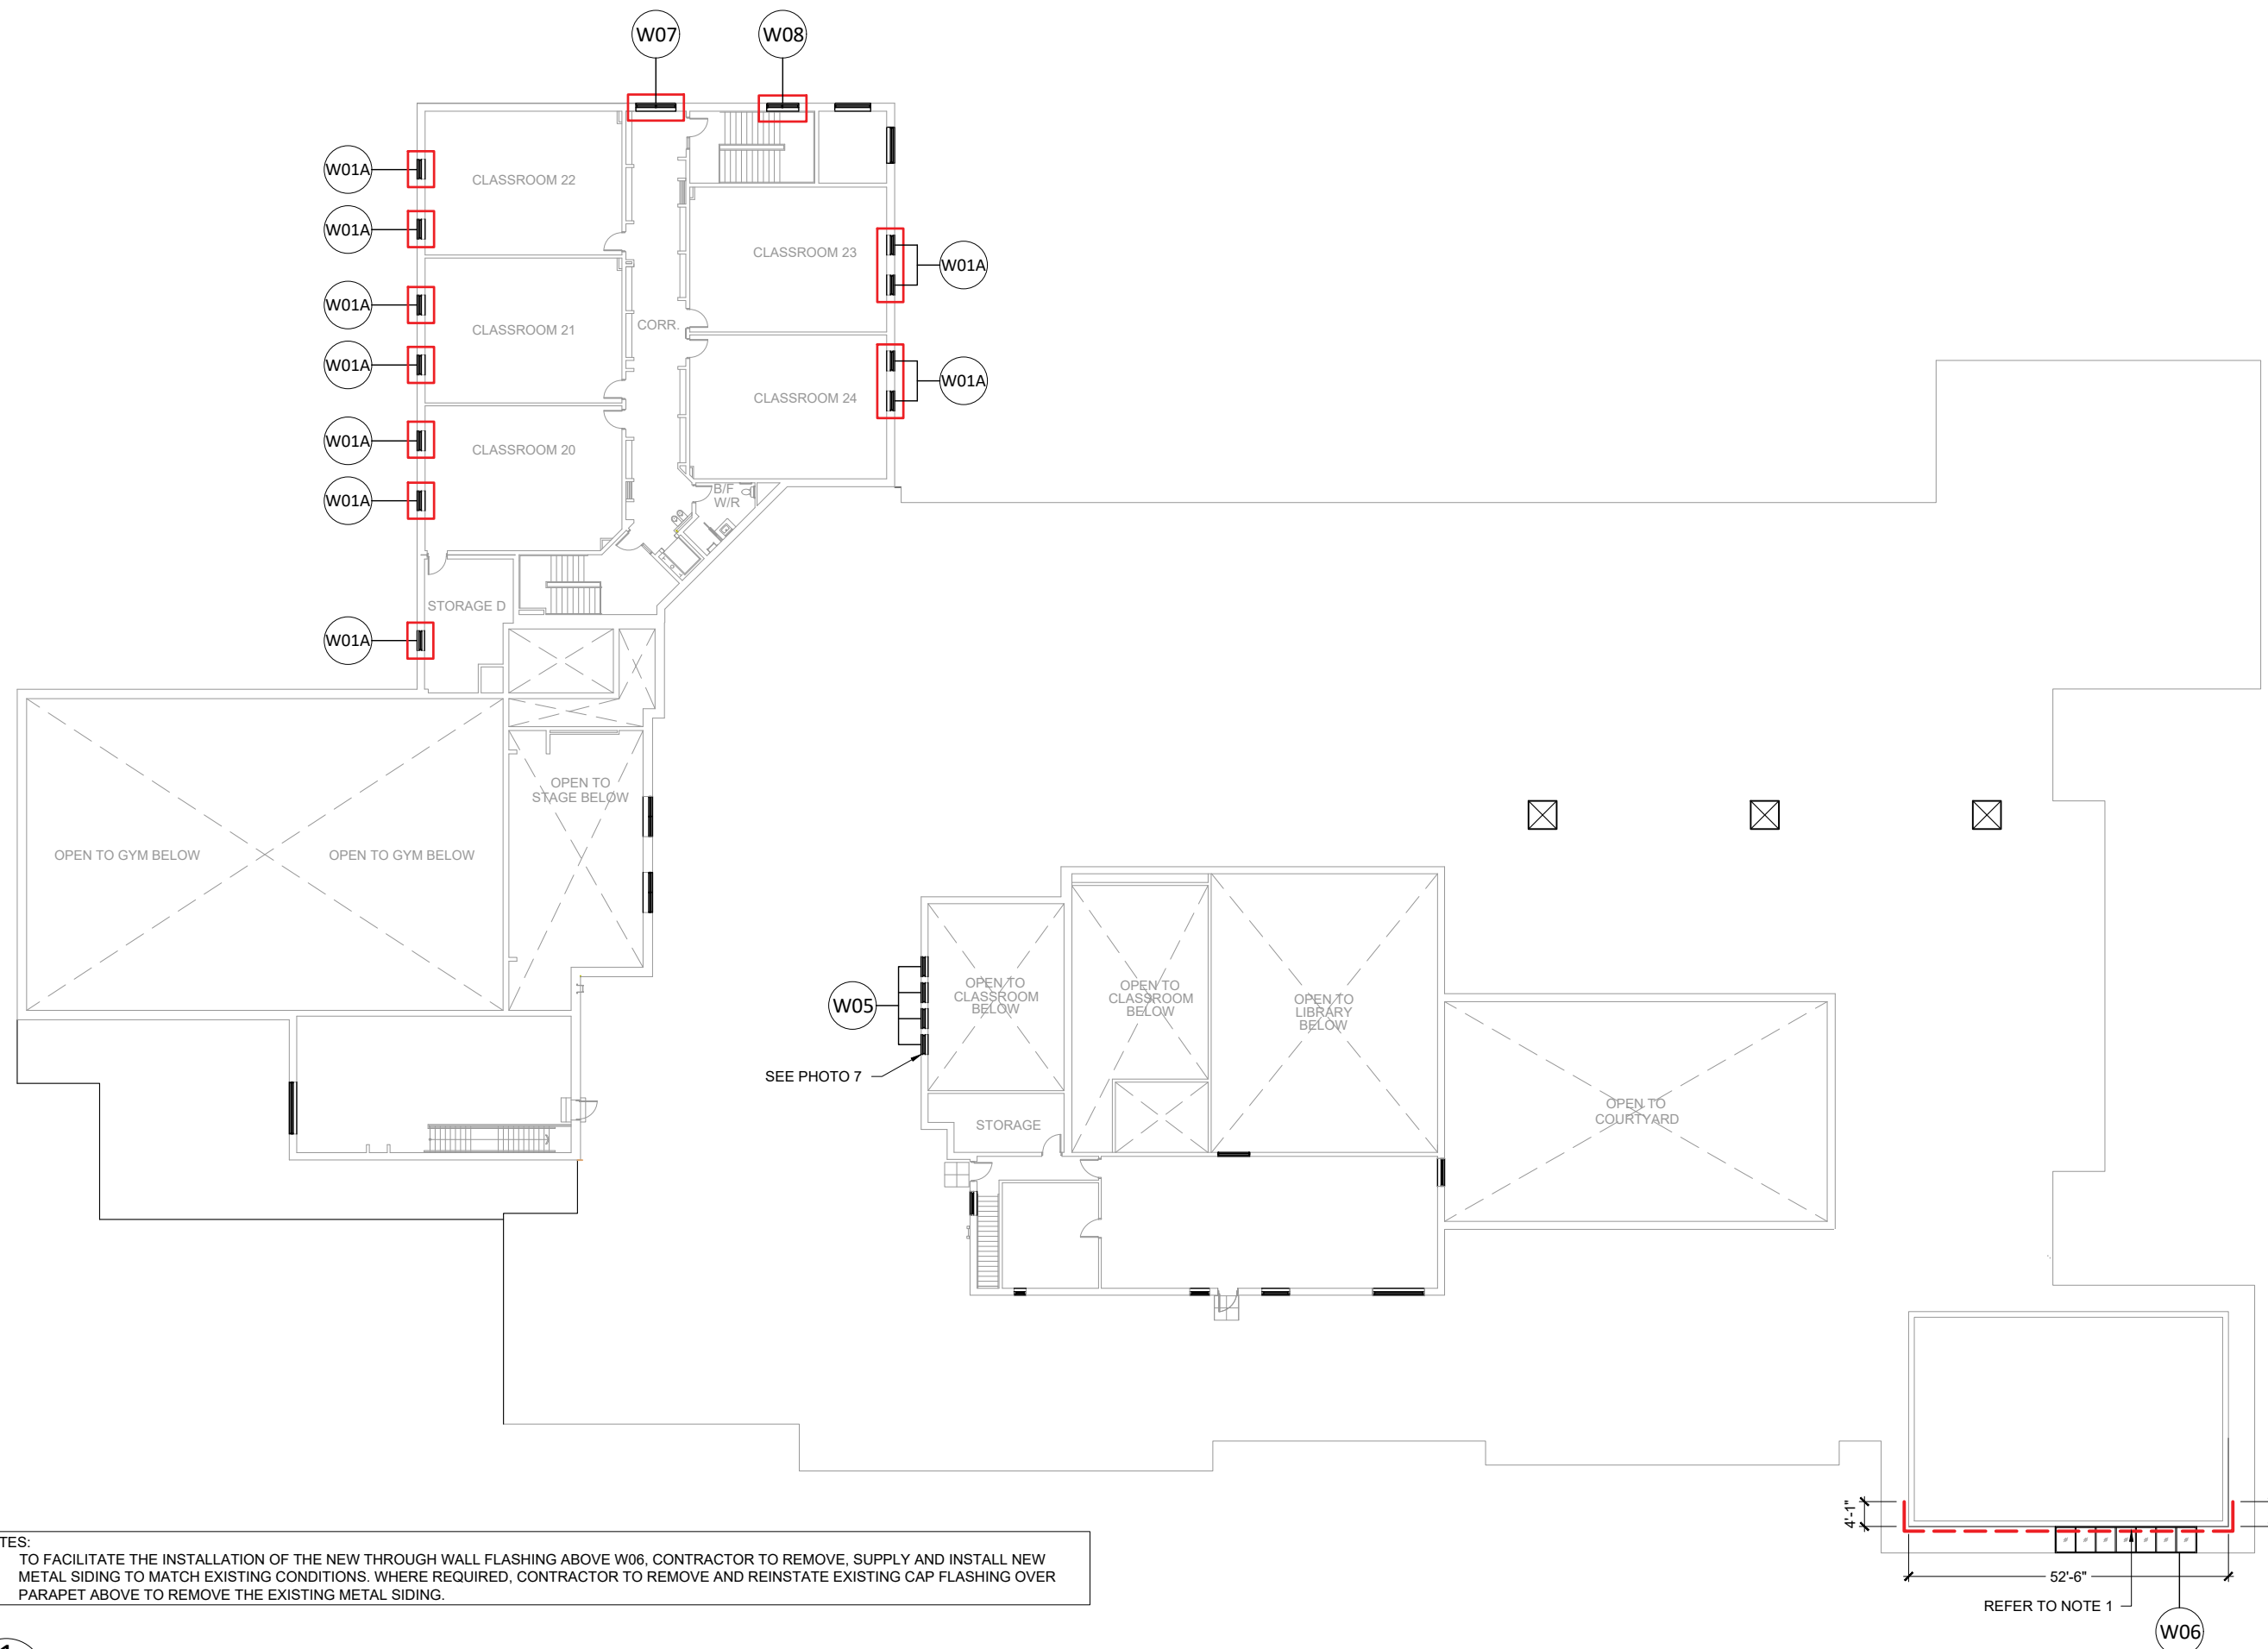 W07
W08
W01A
CLASSROOM 22
W01A
CLASSROOM 23
W01A
W01A
CLASSROOM 21
CORR.
W01A
W01A
CLASSROOM 24
W01A
CLASSROOM 20
W01A
B/F
W/R
STORAGE D
W01A
OPEN TO
STAGE BELOW
OPEN TO GYM BELOW
OPEN TO GYM BELOW
OPEN TO
CLASSROOM
BELOW
OPEN TO
CLASSROOM
BELOW
OPEN TO
LIBRARY
BELOW
W05
SEE PHOTO 7
STORAGE
OPEN TO
COURTYARD
4'-1"
52'-6"
REFER TO NOTE 1
W06
TES:
TO FACILITATE THE INSTALLATION OF THE NEW THROUGH WALL FLASHING ABOVE W06, CONTRACTOR TO REMOVE, SUPPLY AND INSTALL NEW
METAL SIDING TO MATCH EXISTING CONDITIONS. WHERE REQUIRED, CONTRACTOR TO REMOVE AND REINSTATE EXISTING CAP FLASHING OVER
PARAPET ABOVE TO REMOVE THE EXISTING METAL SIDING.
1